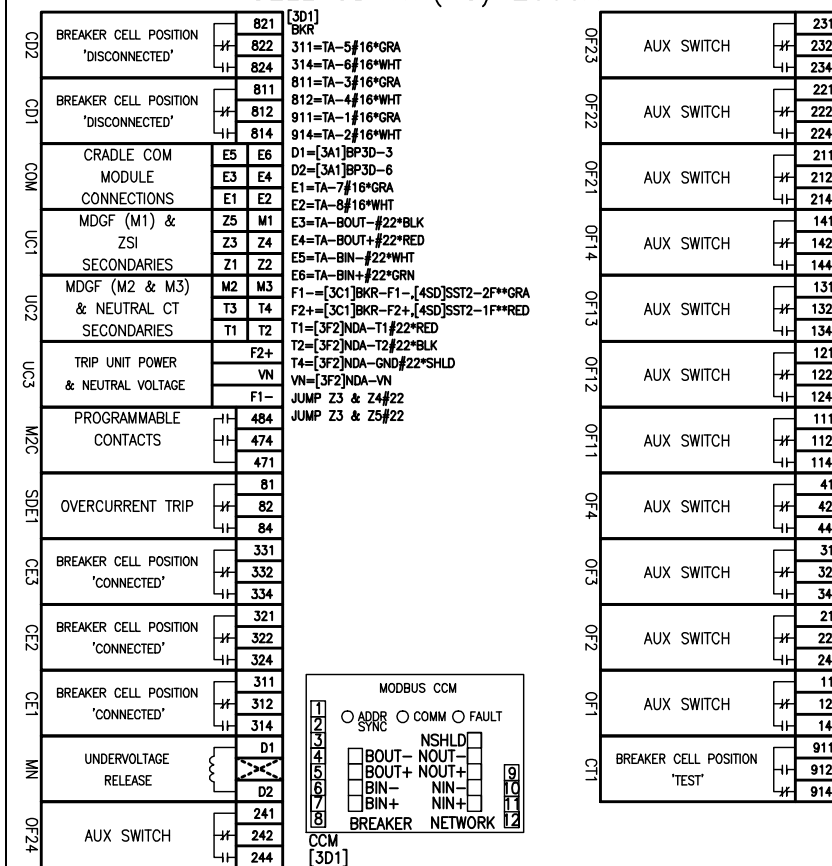 CD2
BREAKER CELL POSITION
'DISCONNECTED'
821
822
824
CD1
BREAKER CELL POSITION
'DISCONNECTED'
811
812
814
COM
CRADLE COM
MODULE
CONNECTIONS
E5 E6
E3 E4
E1 E2
UC1
MDGF (M1) &
ZSI
SECONDARIES
Z5 M1
Z3 Z4
Z1 Z2
UC2
MDGF (M2 & M3)
& NEUTRAL CT
SECONDARIES
M2 M3
T3 T4
T1 T2
UC3
TRIP UNIT POWER
& NEUTRAL VOLTAGE
F2+
VN
F1-
M2C
PROGRAMMABLE
CONTACTS
484
474
471
SDE1
OVERCURRENT TRIP
81
82
84
CE3
BREAKER CELL POSITION
'CONNECTED'
331
332
334
CE2
BREAKER CELL POSITION
'CONNECTED'
321
322
324
CE1
BREAKER CELL POSITION
'CONNECTED'
311
312
314
MN
UNDERVOLTAGE
RELEASE
D1
D2
OF24
AUX SWITCH
241
242
244
[3D1]
BKR
311=TA-5#16*GRA
314=TA-6#16*WHT
811=TA-3#16*GRA
812=TA-4#16*WHT
911=TA-1#16*GRA
914=TA-2#16*WHT
D1=[3A1]BP3D-3
D2=[3A1]BP3D-6
E1=TA-7#16*GRA
E2=TA-8#16*WHT
E3=TA-BOUT-#22*BLK
E4=TA-BOUT+#22*RED
E5=TA-BIN-#22*WHT
E6=TA-BIN+#22*GRN
F1-=[3C1]BKR-F1-,[4SD]SST2-2F**GRA
F2+=[3C1]BKR-F2+,[4SD]SST2-1F**RED
T1=[3F2]NDA-T1#22*RED
T2=[3F2]NDA-T2#22*BLK
T4=[3F2]NDA-GND#22*SHLD
VN=[3F2]NDA-VN
JUMP Z3 & Z4#22
JUMP Z3 & Z5#22
MODBUS CCM
ADDR SYNC COMM FAULT
1
2
3
4
5
6
7
8
NSHLD
BOUT- NOUT-
BOUT+ NOUT+
BIN- NIN-
BIN+ NIN+
9
10
11
12
BREAKER NETWORK
CCM
[3D1]
OF23
AUX SWITCH
231
232
234
OF22
AUX SWITCH
221
222
224
OF21
AUX SWITCH
211
212
214
OF14
AUX SWITCH
141
142
144
OF13
AUX SWITCH
131
132
134
OF12
AUX SWITCH
121
122
124
OF11
AUX SWITCH
111
112
114
OF4
AUX SWITCH
41
42
44
OF3
AUX SWITCH
31
32
34
OF2
AUX SWITCH
21
22
24
OF1
AUX SWITCH
11
12
14
CT1
BREAKER CELL POSITION
'TEST'
911
912
914